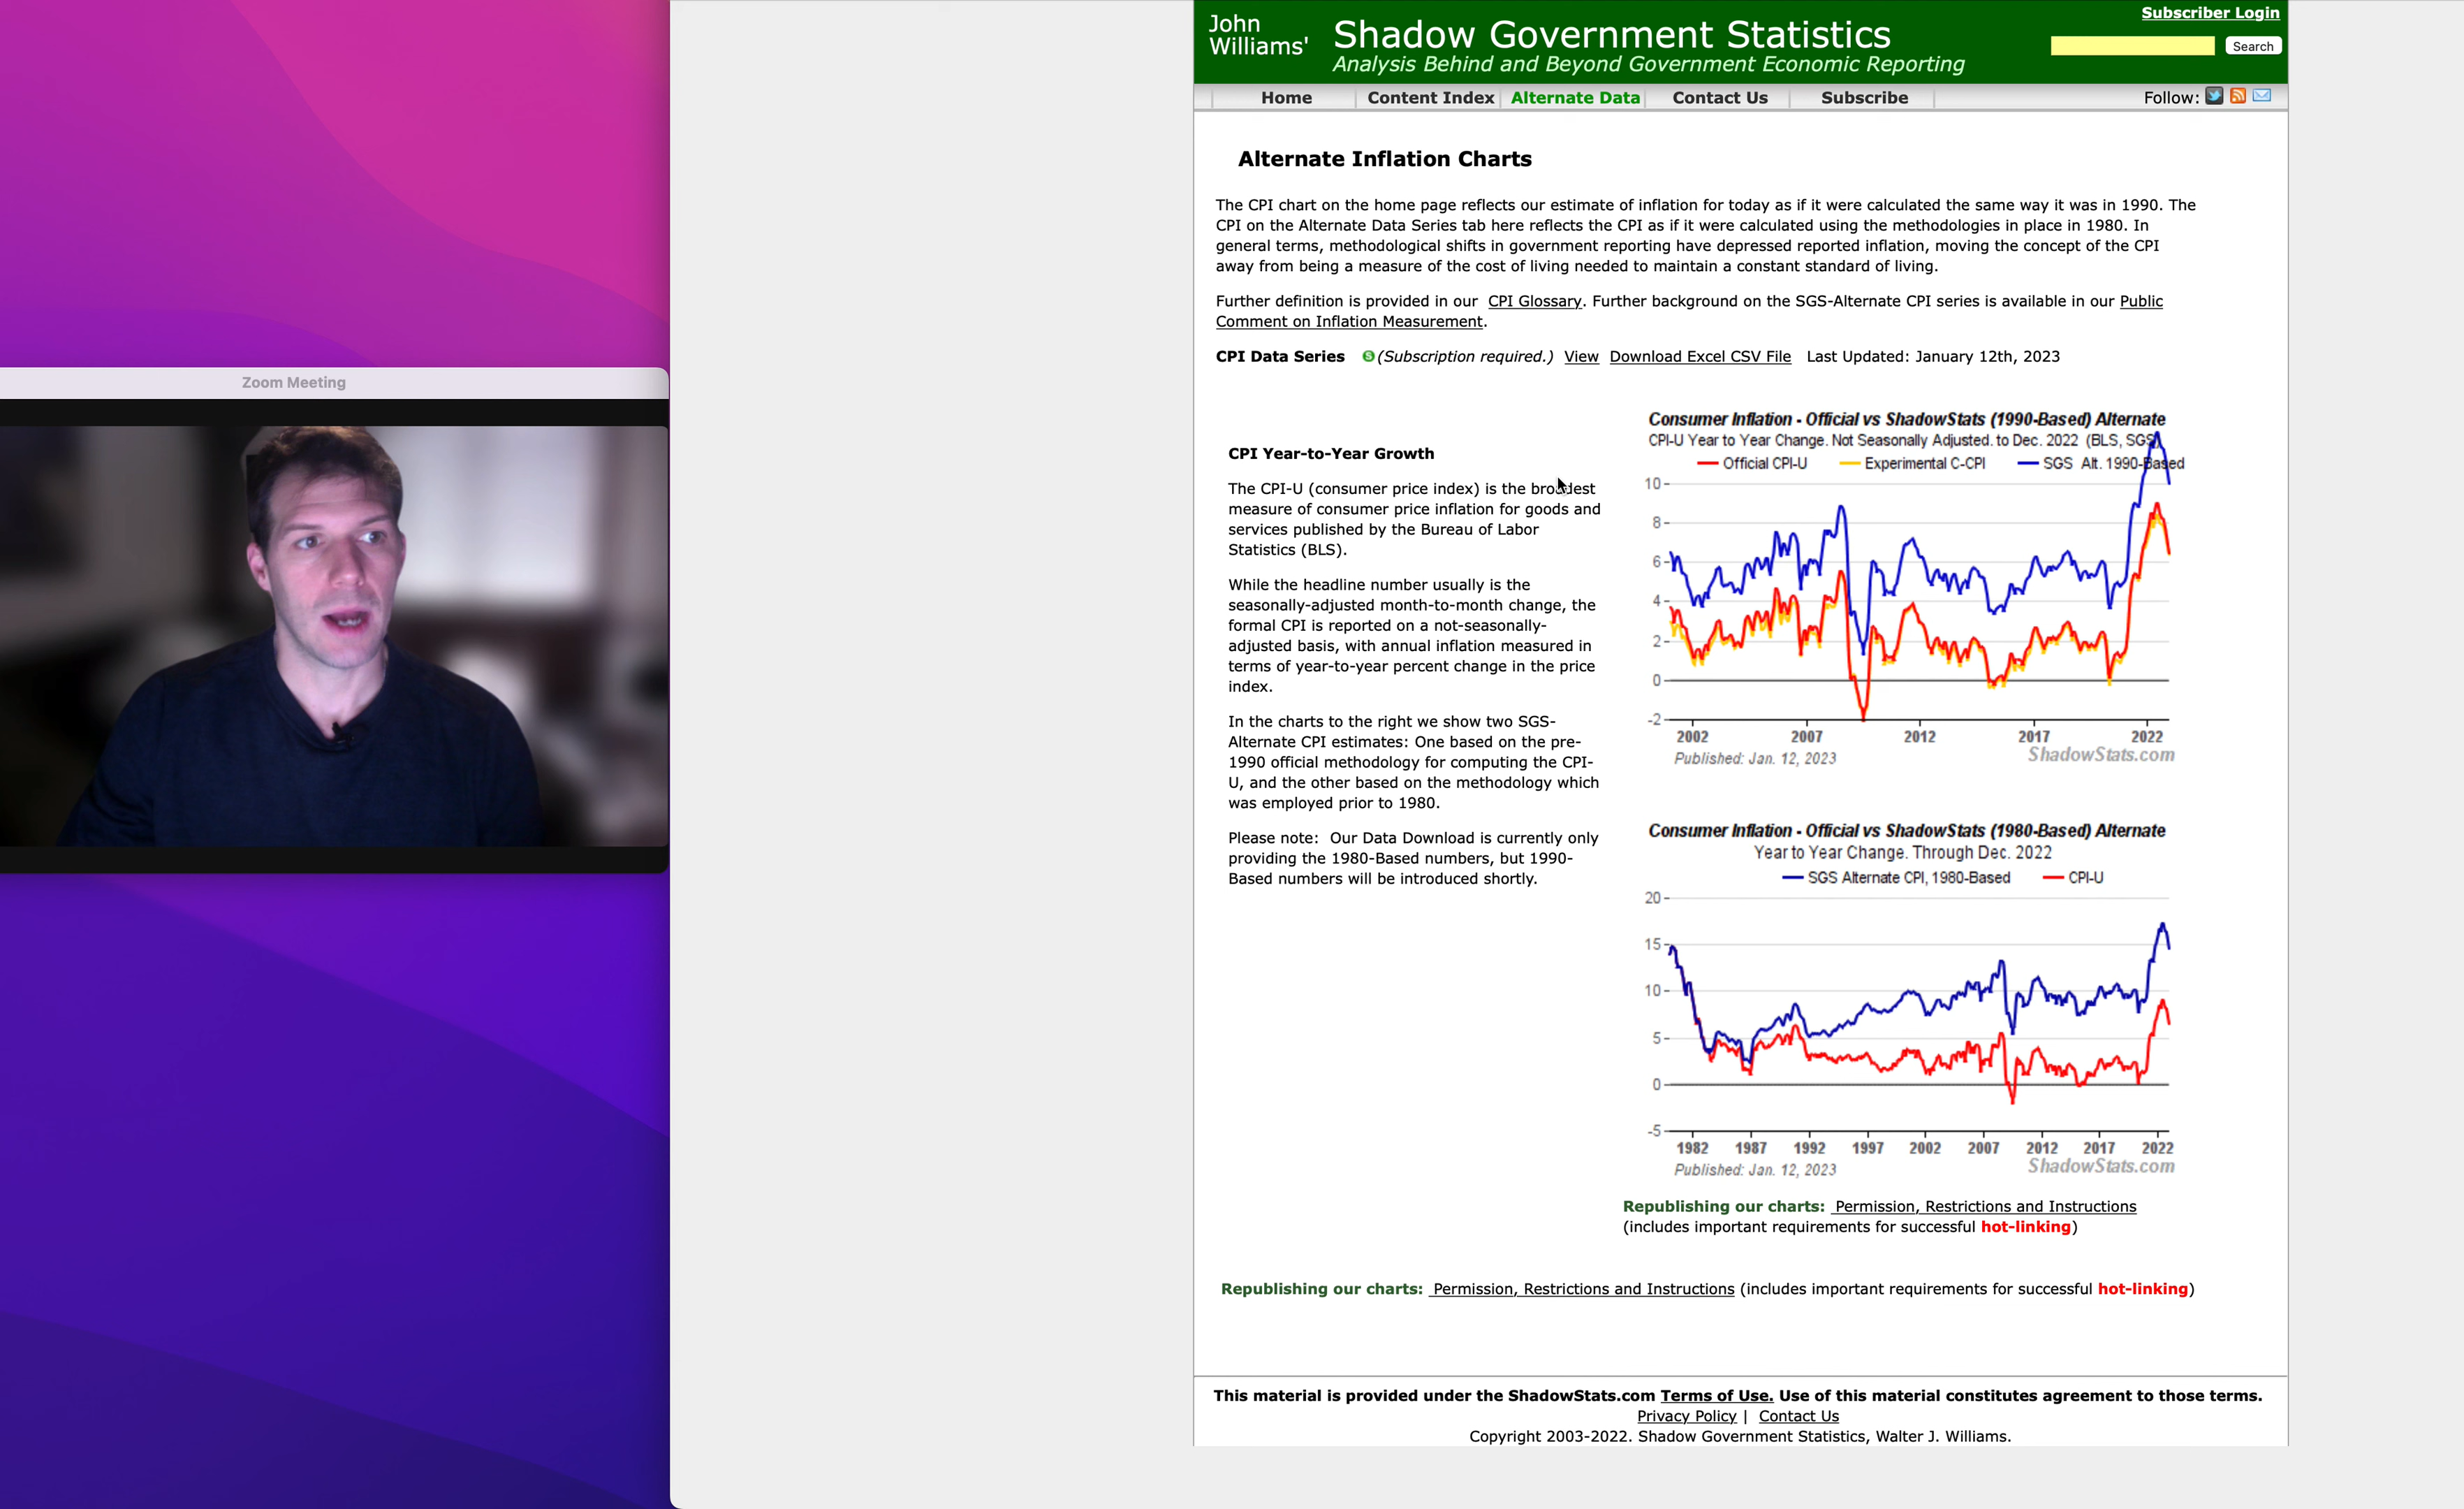 John
Williams'
Shadow Government Statistics
Analysis Behind and Beyond Government Economic Reporting
Subscriber Login
Search
Home
Content Index
Alternate Data
Contact Us
Subscribe
Follow:
Alternate Inflation Charts
The CPI chart on the home page reflects our estimate of inflation for today as if it were calculated the same way it was in 1990. The
CPI on the Alternate Data Series tab here reflects the CPI as if it were calculated using the methodologies in place in 1980. In
general terms, methodological shifts in government reporting have depressed reported inflation, moving the concept of the CPI
away from being a measure of the cost of living needed to maintain a constant standard of living.
Further definition is provided in our CPI Glossary. Further background on the SGS-Alternate CPI series is available in our Public
Comment on Inflation Measurement.
CPI Data Series S (Subscription required.) View Download Excel CSV File Last Updated: January 12th, 2023
Zoom Meeting
CPI Year-to-Year Growth
The CPI-U (consumer price index) is the broadest
measure of consumer price inflation for goods and
services published by the Bureau of Labor
Statistics (BLS).
While the headline number usually is the
seasonally-adjusted month-to-month change, the
formal CPI is reported on a not-seasonally-
adjusted basis, with annual inflation measured in
terms of year-to-year percent change in the price
index.
In the charts to the right we show two SGS-
Alternate CPI estimates: One based on the pre-
1990 official methodology for computing the CPI-
U, and the other based on the methodology which
was employed prior to 1980.
Please note: Our Data Download is currently only
providing the 1980-Based numbers, but 1990-
Based numbers will be introduced shortly.
Consumer Inflation - Official vs ShadowStats (1990-Based) Alternate
CPI-U Year to Year Change. Not Seasonally Adjusted. to Dec. 2022 (BLS, SGS)
Official CPI-U Experimental C-CPI SGS Alt. 1990-Based
10
8
6
4
2
0
-2
2002 2007 2012 2017 2022
Published: Jan. 12, 2023
ShadowStats.com
Consumer Inflation - Official vs ShadowStats (1980-Based) Alternate
Year to Year Change. Through Dec. 2022
SGS Alternate CPI, 1980-Based CPI-U
20
15
10
5
0
-5
1982 1987 1992 1997 2002 2007 2012 2017 2022
Published: Jan. 12, 2023
ShadowStats.com
Republishing our charts: Permission, Restrictions and Instructions
(includes important requirements for successful hot-linking)
Republishing our charts: Permission, Restrictions and Instructions (includes important requirements for successful hot-linking)
This material is provided under the ShadowStats.com Terms of Use. Use of this material constitutes agreement to those terms.
Privacy Policy | Contact Us
Copyright 2003-2022. Shadow Government Statistics, Walter J. Williams.